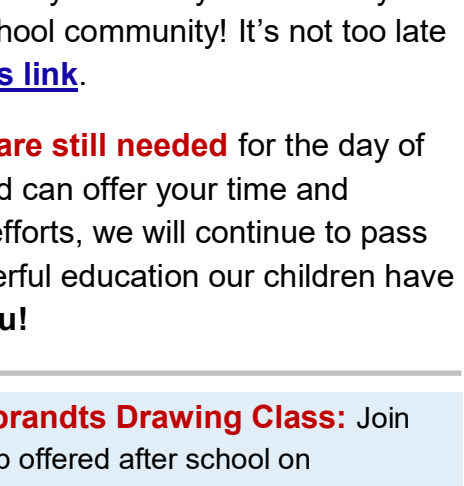 hool community! It’s not too late
s link.
are still needed for the day of
d can offer your time and
efforts, we will continue to pass
erful education our children have
u!
brandts Drawing Class: Join
p offered after school on